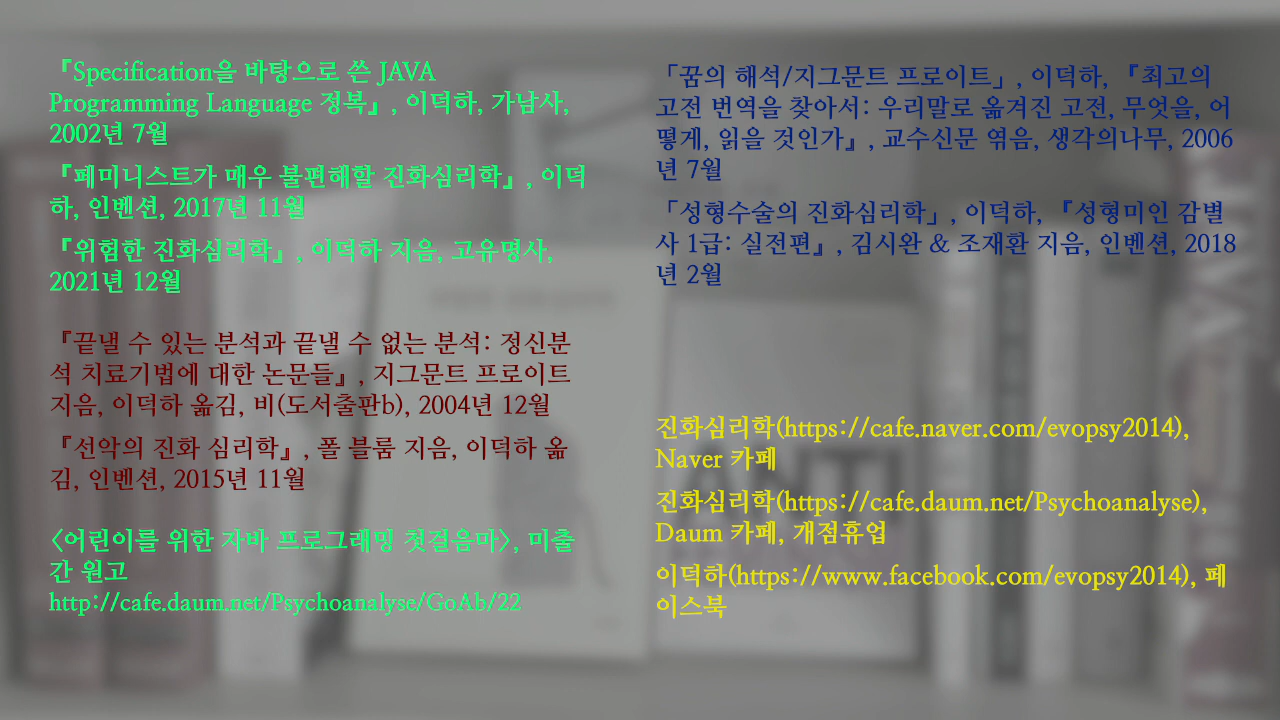 『Specification을 바탕으로 쓴 JAVA
Programming Language 정복』, 이덕하, 가남사,
2002년 7월
『페미니스트가 매우 불편해할 진화심리학』, 이덕
하, 인벤션, 2017년 11월
『위험한 진화심리학』, 이덕하 지음, 고유명사,
2021년 12월
『끝낼 수 있는 분석과 끝낼 수 없는 분석: 정신분
석 치료기법에 대한 논문들』, 지그문트 프로이트
지음, 이덕하 옮김, 비(도서출판b), 2004년 12월
『선악의 진화 심리학』, 폴 블룸 지음, 이덕하 옮
김, 인벤션, 2015년 11월
<어린이를 위한 자바 프로그래밍 첫걸음마>, 미출
간 원고
http://cafe.daum.net/Psychoanalyse/GoAb/22
「꿈의 해석/지그문트 프로이트」, 이덕하, 『최고의
고전 번역을 찾아서: 우리말로 옮겨진 고전, 무엇을, 어
떻게, 읽을 것인가』, 교수신문 엮음, 생각의나무, 2006
년 7월
「성형수술의 진화심리학」, 이덕하, 『성형미인 감별
사 1급: 실전편』, 김시완 & 조재환 지음, 인벤션, 2018
년 2월
진화심리학(https://cafe.naver.com/evopsy2014),
Naver 카페
진화심리학(https://cafe.daum.net/Psychoanalyse),
Daum 카페, 개점휴업
이덕하(https://www.facebook.com/evopsy2014), 페
이스북